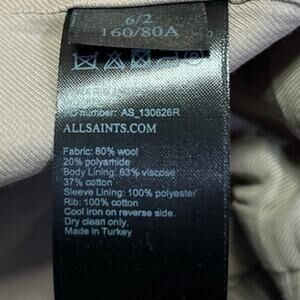 6/2
160/80A
number: AS_130626R
ALLSAINTS.COM
Fabric: 80% wool
20% polyamide
Body Lining: 63% viscose
37% cotton
Sleeve Lining: 100% polyester
Rib: 100% cotton
Cool iron on reverse side.
Dry clean only.
Made in Turkey